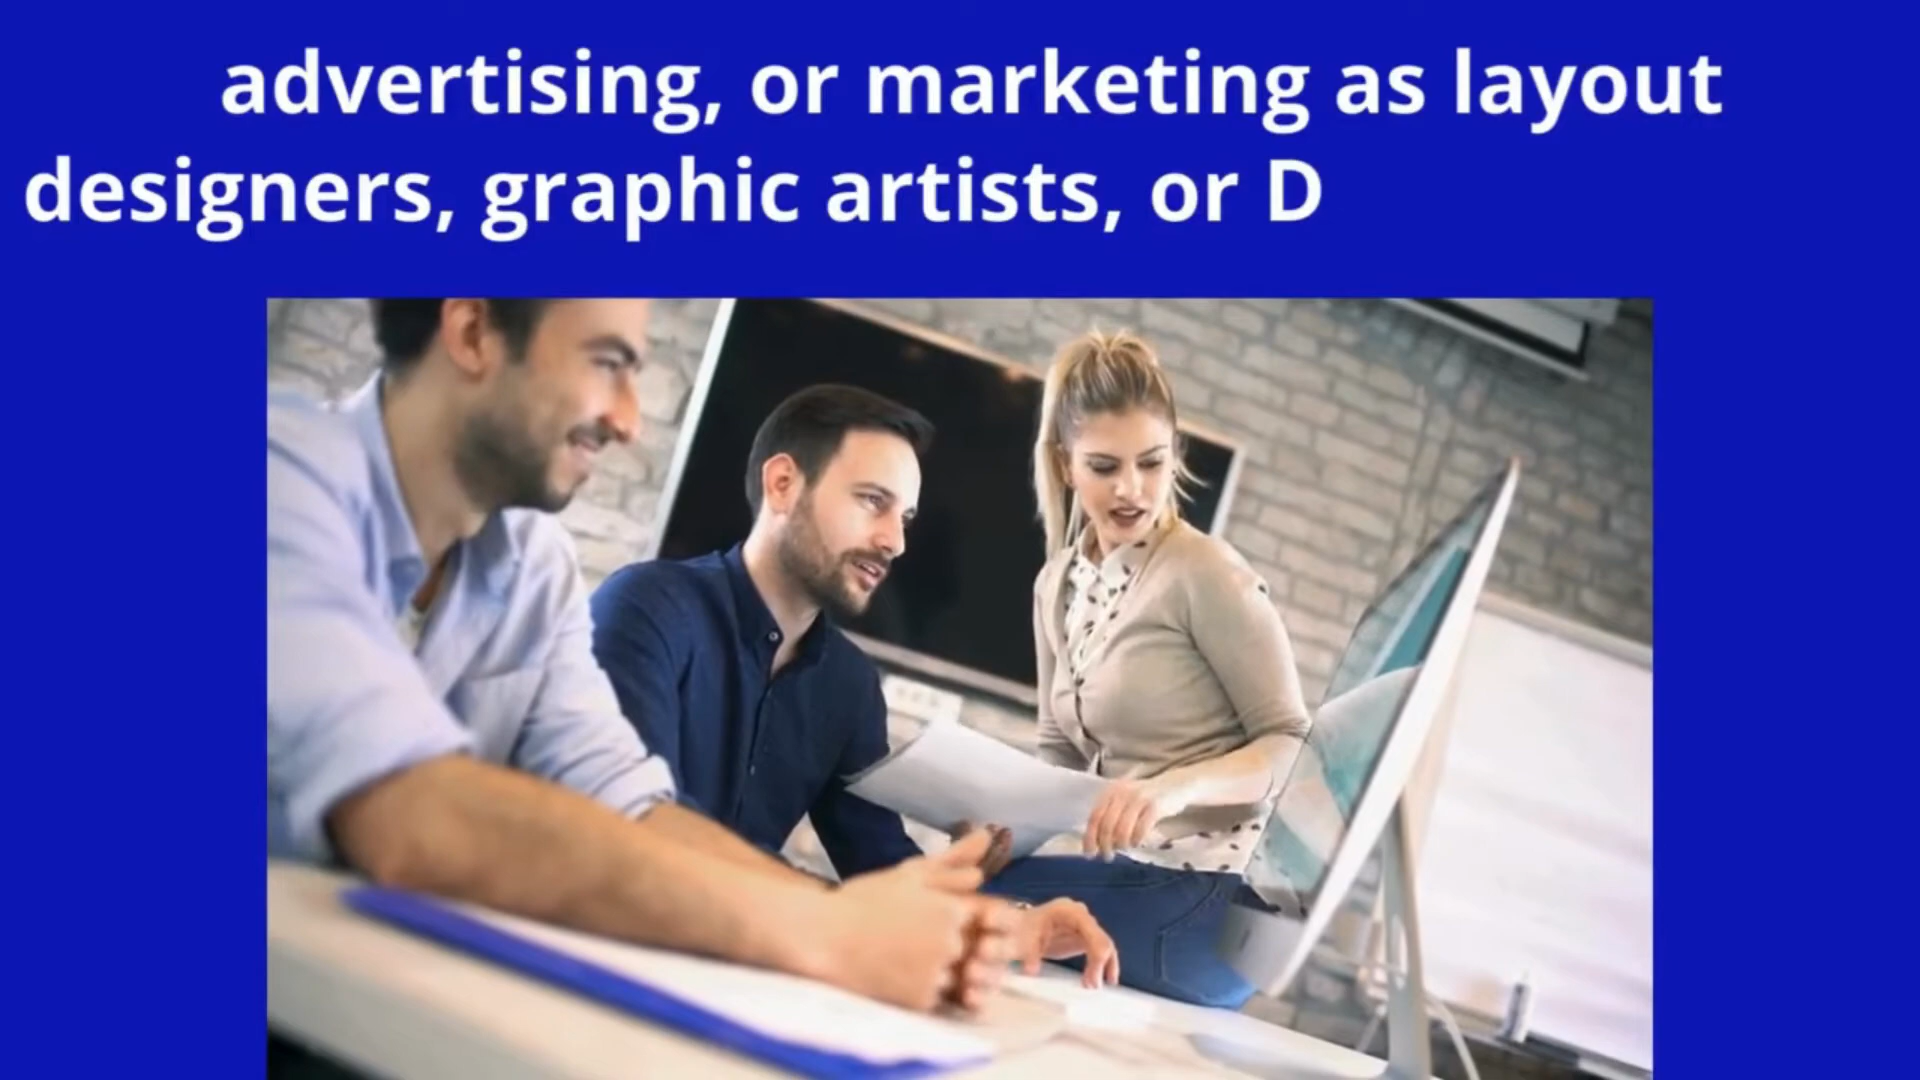 advertising, or marketing as layout
designers, graphic artists, or D